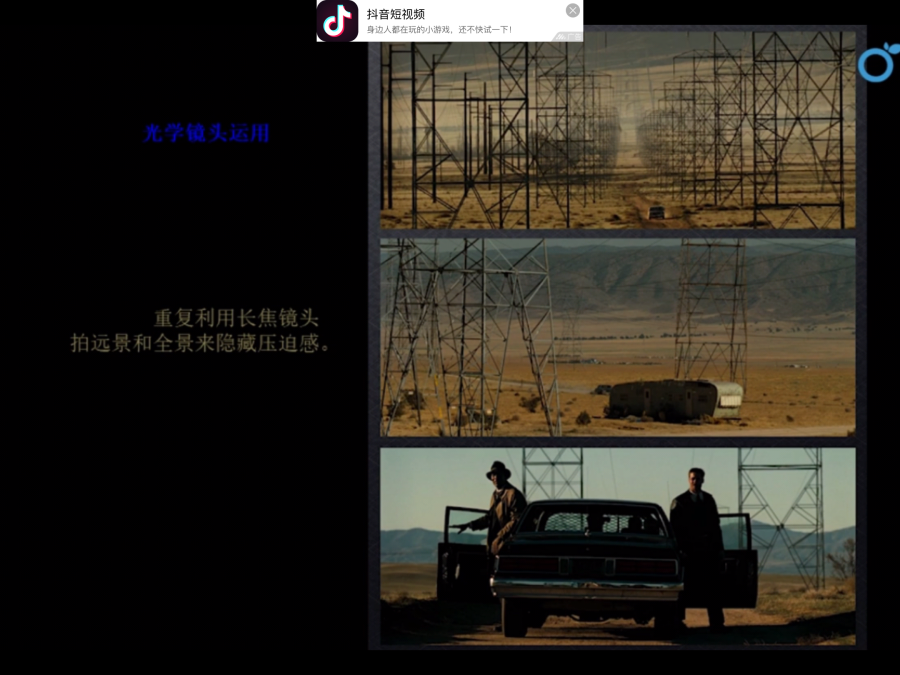 抖音短视频
身边人都在玩的小游戏，还不快试一下！
光学镜头运用
重复利用长焦镜头
拍远景和全景来隐藏压迫感。